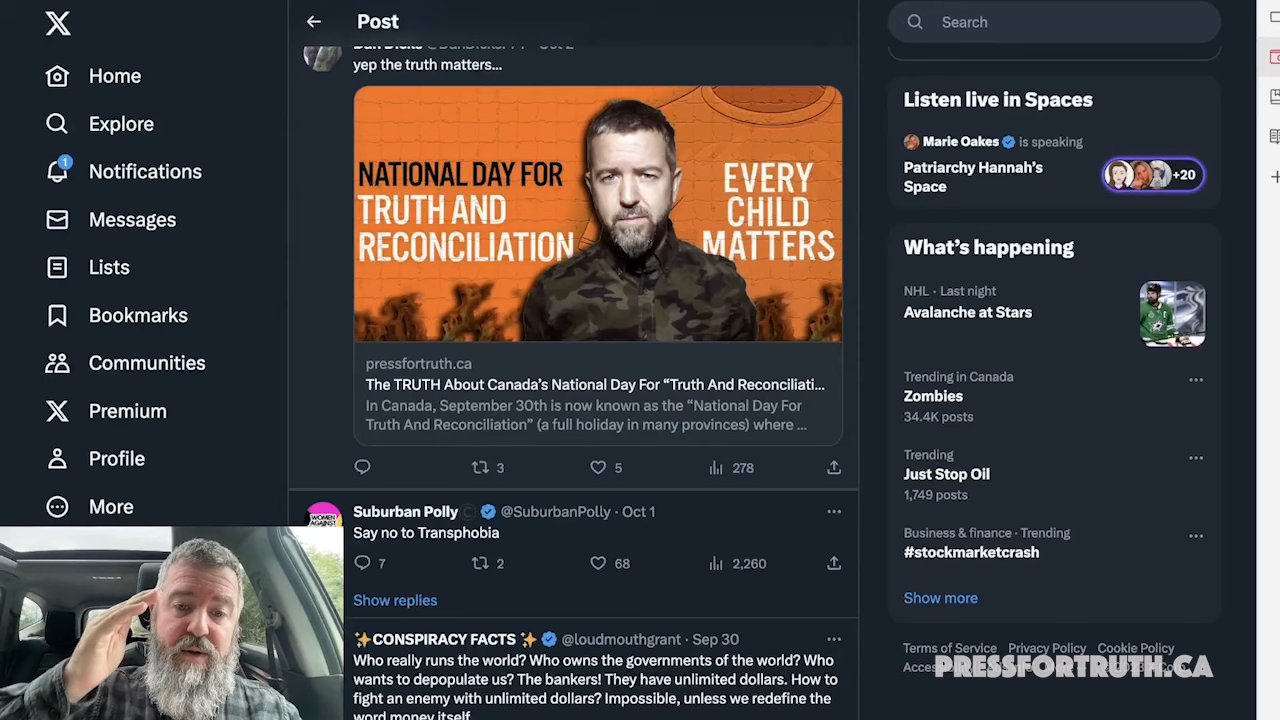 Home
Explore
1
Notifications
Messages
Lists
Bookmarks
Communities
Premium
Profile
More
Post
Oct 2
yep the truth matters...
NATIONAL DAY FOR
TRUTH AND
RECONCILIATION
EVERY
CHILD
MATTERS
pressfortruth.ca
The TRUTH About Canada's National Day For “Truth And Reconciliati...
In Canada, September 30th is now known as the “National Day For
Truth And Reconciliation” (a full holiday in many provinces) where ...
3 5 278
WOMEN
AGAINST
Suburban Polly @SuburbanPolly · Oct 1
Say no to Transphobia
7 2 68 2,260
Show replies
✨CONSPIRACY FACTS ✨ @loudmouthgrant · Sep 30
Who really runs the world? Who owns the governments of the world? Who
wants to depopulate us? The bankers! They have unlimited dollars. How to
fight an enemy with unlimited dollars? Impossible, unless we redefine the
word money itself
Search
Listen live in Spaces
Marie Oakes is speaking
Patriarchy Hannah's
Space
+20
What's happening
NHL · Last night
Avalanche at Stars
Trending in Canada
Zombies
34.4K posts
Trending
Just Stop Oil
1,749 posts
Business & finance · Trending
#stockmarketcrash
Show more
Terms of Service Privacy Policy Cookie Policy
PRESSFORTRUTH.CA